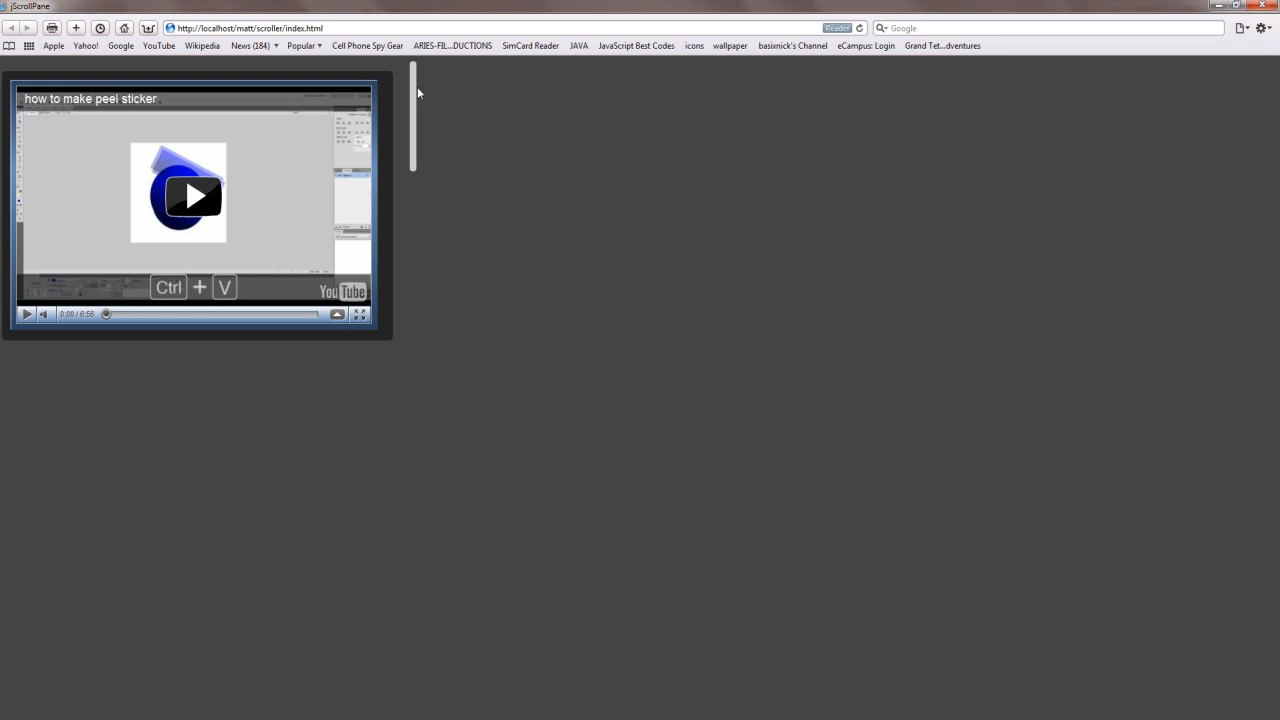 jScrollPane
http://localhost/matt/scroller/index.html
Reader
Google
Apple Yahoo! Google YouTube Wikipedia News (184) Popular Cell Phone Spy Gear ARIES-FIL...DUCTIONS SimCard Reader JAVA JavaScript Best Codes icons wallpaper basixnick's Channel eCampus: Login Grand Tet...dventures
how to make peel sticker
Ctrl + V
YouTube
0:00 / 6:56